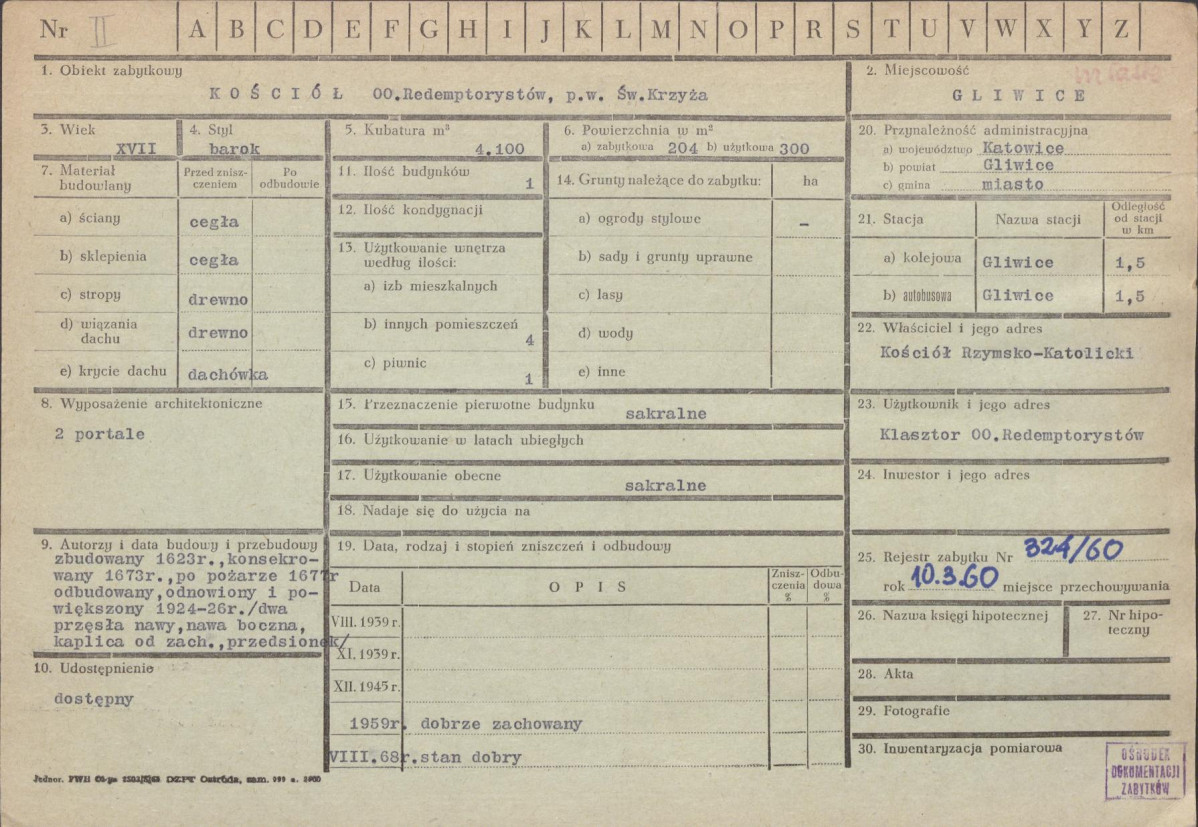 Nr II A B C D E F G H I J K L M N O P R S T U V W X Y Z
1. Obiekt zabytkowy
KOŚCIÓŁ OO.Redemptorystów, p.w. Św.Krzyża
2. Miejscowość
GLIWICE
3. Wiek
XVII
4. Styl
barok
5. Kubatura m³
4.100
6. Powierzchnia w m²
a) zabytkowa 204 b) użytkowa 300
20. Przynależność administracyjna
a) województwo Katowice
b) powiat Gliwice
c) gmina miasto
7. Materiał budowlany
Przed zniszczeniem
Po odbudowie
a) ściany cegła
b) sklepienia cegła
c) stropy drewno
d) wiązania dachu drewno
e) krycie dachu dachówka
11. Ilość budynków
1
12. Ilość kondygnacji
13. Użytkowanie wnętrza
według ilości:
a) izb mieszkalnych
b) innych pomieszczeń
4
c) piwnic
1
14. Grunty należące do zabytku: ha
a) ogrody stylowe –
b) sady i grunty uprawne
c) lasy
d) wody
e) inne
21. Stacja
Nazwa stacji
Odległość od stacji w km
a) kolejowa Gliwice 1,5
b) autobusowa Gliwice 1,5
22. Właściciel i jego adres
Kościół Rzymsko-Katolicki
8. Wyposażenie architektoniczne
2 portale
15. Przeznaczenie pierwotne budynku
sakralne
16. Użytkowanie w latach ubiegłych
17. Użytkowanie obecne
sakralne
18. Nadaje się do użycia na
23. Użytkownik i jego adres
Klasztor OO.Redemptorystów
24. Inwestor i jego adres
9. Autorzy i data budowy i przebudowy
zbudowany 1623r.,konsekro-
wany 1673r.,po pożarze 1677r
odbudowany,odnowiony i po-
większony 1924-26r./dwa
przęsła nawy,nawa boczna,
kaplica od zach.,przedsionek/
10. Udostępnienie
dostępny
19. Data, rodzaj i stopień zniszczeń i odbudowy
Data
OPIS
Zniszczenia %
Odbudowa %
VIII. 1939 r.
XI. 1939 r.
XII. 1945 r.
1959r. dobrze zachowany
VIII.68r.stan dobry
25. Rejestr zabytku Nr 324/60
rok 10.3.60 miejsce przechowywania
26. Nazwa księgi hipotecznej
27. Nr hipoteczny
28. Akta
29. Fotografie
30. Inwentaryzacja pomiarowa
OŚRODEK
DOKUMENTACJI
ZABYTKÓW